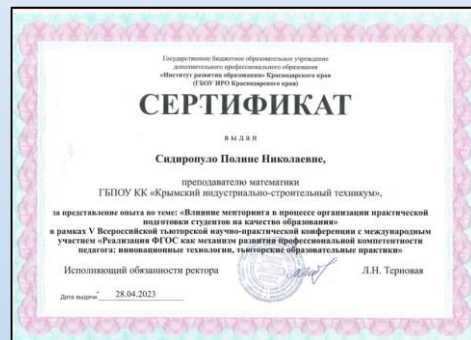 Государственное бюджетное образовательное учреждение
дополнительного профессионального образования
«Институт развития образования» Краснодарского края
(ГБОУ ИРО Краснодарского края)
СЕРТИФИКАТ
выдан
Сидиропуло Полине Николаевне,
преподавателю математики
ГБПОУ КК «Крымский индустриально-строительный техникум»,
за представление опыта по теме: «Влияние менторинга в процессе организации практической
подготовки студентов на качество образования»
в рамках V Всероссийской тьюторской научно-практической конференции с международным
участием «Реализация ФГОС как механизм развития профессиональной компетентности
педагога: инновационные технологии, тьюторские образовательные практики»
Исполняющий обязанности ректора Л.Н. Терновая
Дата выдачи 28.04.2023